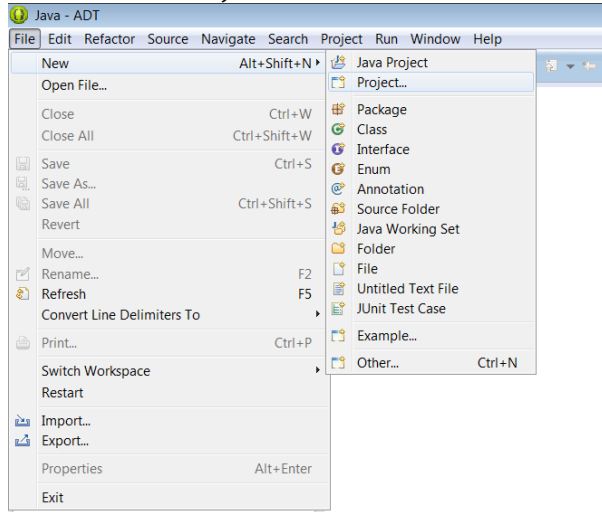 Java - ADT
File Edit Refactor Source Navigate Search Project Run Window Help
New Alt+Shift+N
Open File...
Close Ctrl+W
Close All Ctrl+Shift+W
Save Ctrl+S
Save As...
Save All Ctrl+Shift+S
Revert
Move...
Rename... F2
Refresh F5
Convert Line Delimiters To
Print... Ctrl+P
Switch Workspace
Restart
Import...
Export...
Properties Alt+Enter
Exit
Java Project
Project...
Package
Class
Interface
Enum
Annotation
Source Folder
Java Working Set
Folder
File
Untitled Text File
JUnit Test Case
Example...
Other... Ctrl+N